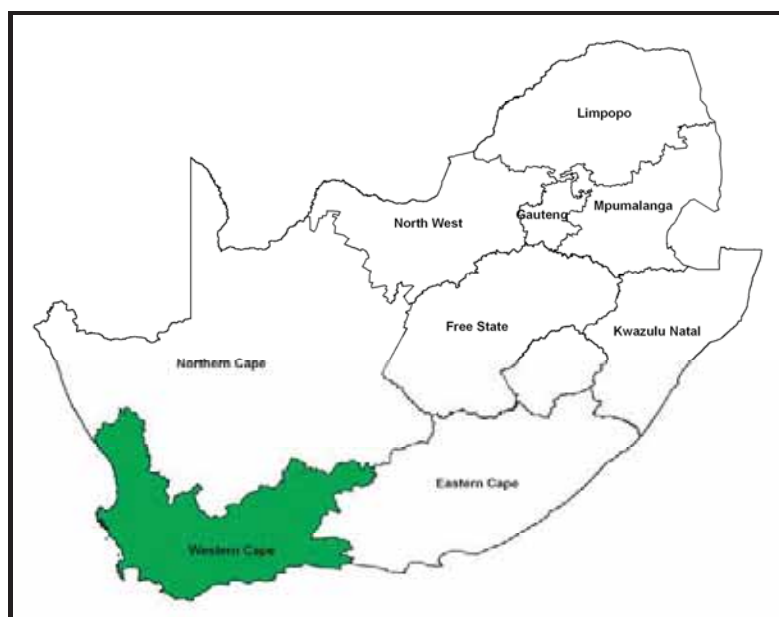 Limpopo
North West
Gauteng
Mpumalanga
Free State
Kwazulu Natal
Northern Cape
Eastern Cape
Western Cape